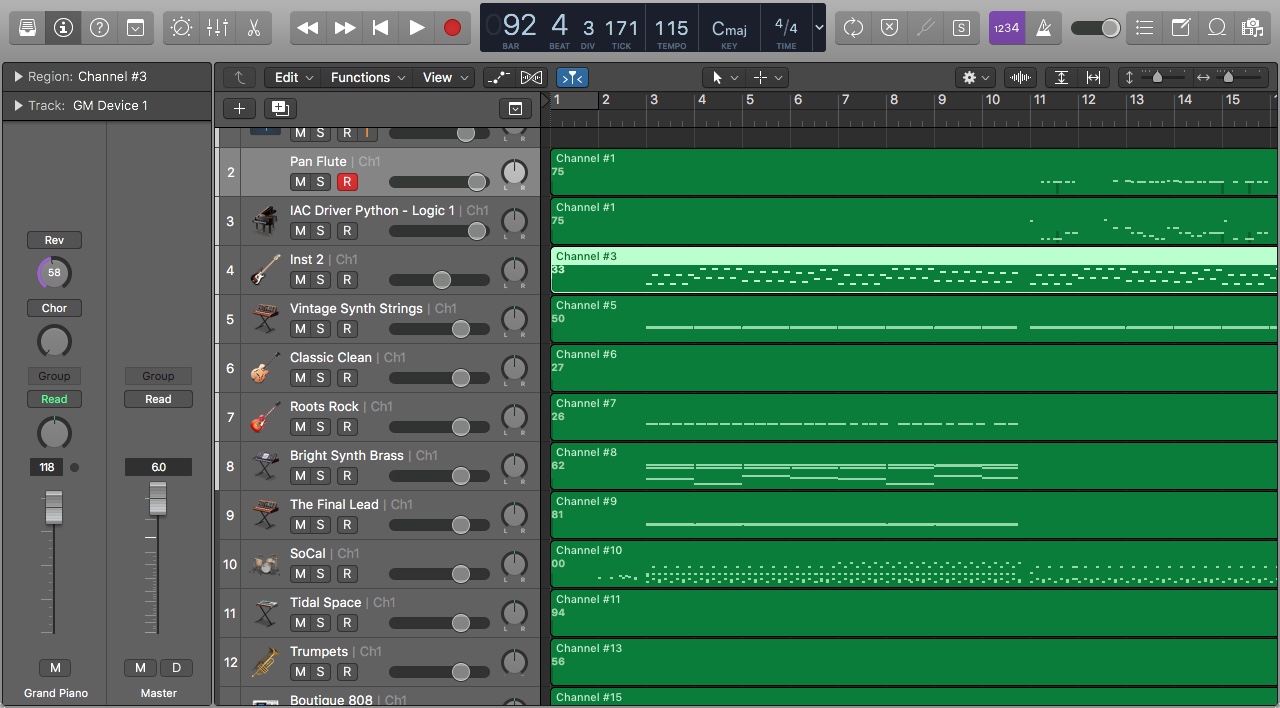 092 4 3 171 115 Cmaj 4/4
BAR BEAT DIV TICK TEMPO KEY TIME
S 1234
Region: Channel #3
Track: GM Device 1
Edit Functions View
1 2 3 4 5 6 7 8 9 10 11 12 13 14 15
M S R I
L R
2 Pan Flute | Ch1
M S R
L R
3 IAC Driver Python - Logic 1 | Ch1
M S R
L R
4 Inst 2 | Ch1
M S R
L R
5 Vintage Synth Strings | Ch1
M S R
L R
6 Classic Clean | Ch1
M S R
L R
7 Roots Rock | Ch1
M S R
L R
8 Bright Synth Brass | Ch1
M S R
L R
9 The Final Lead | Ch1
M S R
L R
10 SoCal | Ch1
M S R
L R
11 Tidal Space | Ch1
M S R
L R
12 Trumpets | Ch1
M S R
L R
Boutique 808 | Ch1
Channel #1
75
Channel #1
75
Channel #3
33
Channel #5
50
Channel #6
27
Channel #7
26
Channel #8
62
Channel #9
81
Channel #10
00
Channel #11
94
Channel #13
56
Channel #15
Rev
58
Chor
Group Group
Read Read
118 6.0
M M D
Grand Piano Master